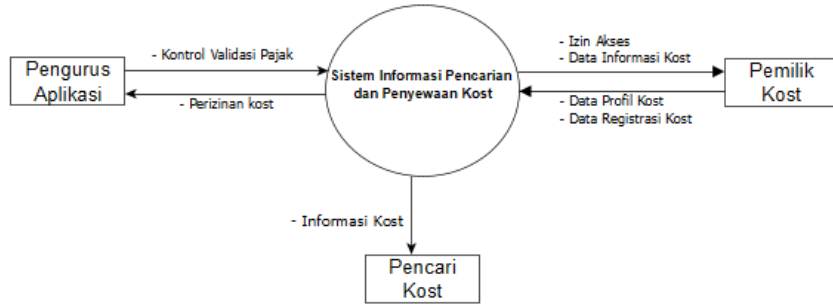 - Kontrol Validasi Pajak
Pengurus
Aplikasi
- Perizinan kost
Sistem Informasi Pencarian
dan Penyewaan Kost
- Izin Akses
- Data Informasi Kost
Pemilik
Kost
- Data Profil Kost
- Data Registrasi Kost
- Informasi Kost
Pencari
Kost